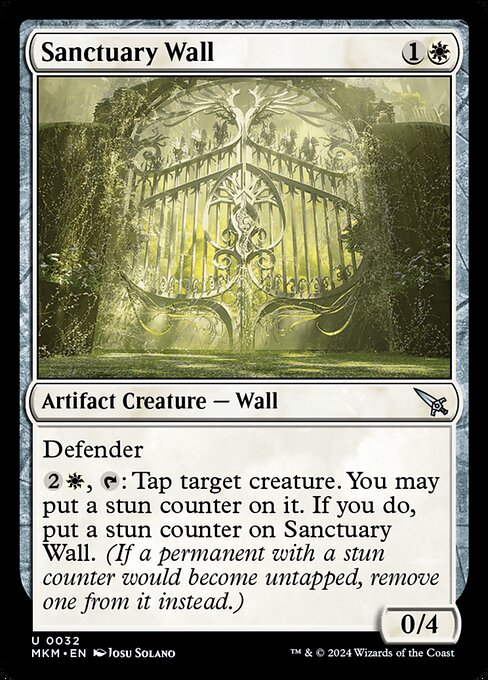 Sanctuary Wall 1
Artifact Creature — Wall
Defender
2, : Tap target creature. You may
put a stun counter on it. If you do,
put a stun counter on Sanctuary
Wall. (If a permanent with a stun
counter would become untapped, remove
one from it instead.)
0/4
U 0032
MKM • EN Josu Solano
™ & © 2024 Wizards of the Coast